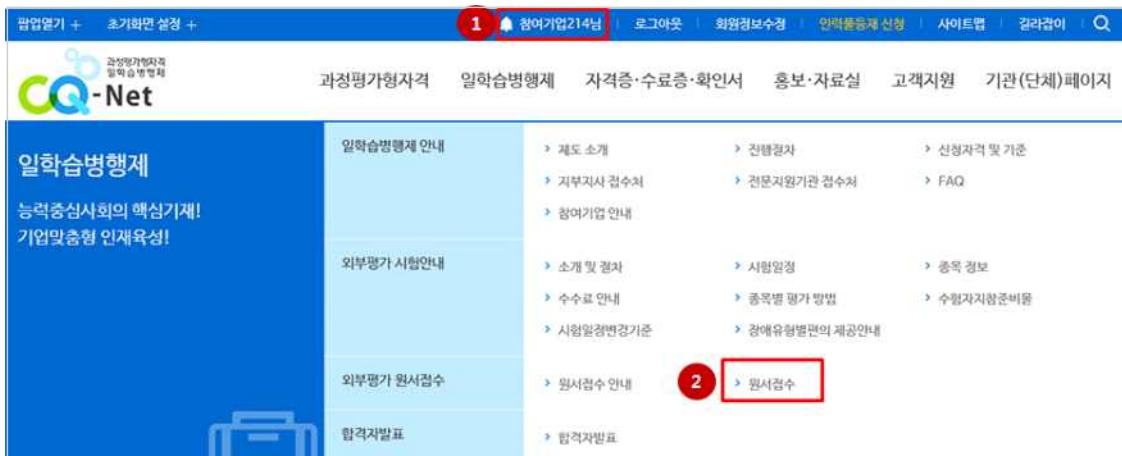 팝업열기 + 초기화면 설정 + 1 참여기업214님 로그아웃 회원정보수정 인력풀등재 신청 사이트맵 길라잡이
과정평가형자격
일학습병행제
CQ-Net
과정평가형자격 일학습병행제 자격증·수료증·확인서 홍보·자료실 고객지원 기관(단체)페이지
일학습병행제
능력중심사회의 핵심기재!
기업맞춤형 인재육성!
일학습병행제 안내
> 제도 소개 > 진행절차 > 신청자격 및 기준
> 지부지사 접수처 > 전문지원기관 접수처 > FAQ
> 참여기업 안내
외부평가 시험안내
> 소개 및 절차 > 시험일정 > 종목 정보
> 수수료 안내 > 종목별 평가 방법 > 수험자지참준비물
> 시험일정변경기준 > 장애유형별편의 제공안내
외부평가 원서접수
> 원서접수 안내 2 > 원서접수
합격자발표
> 합격자발표